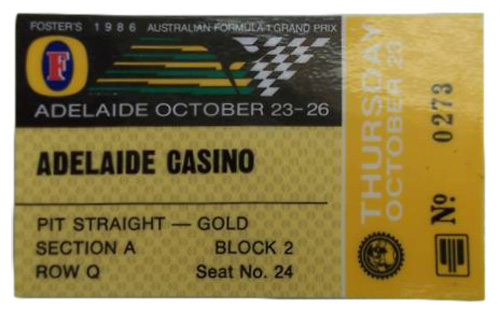 FOSTER'S 1986 AUSTRALIAN FORMULA 1 GRAND PRIX
F
ADELAIDE OCTOBER 23-26
ADELAIDE CASINO
PIT STRAIGHT — GOLD
SECTION A BLOCK 2
ROW Q Seat No. 24
THURSDAY
OCTOBER 23
Nº 0273